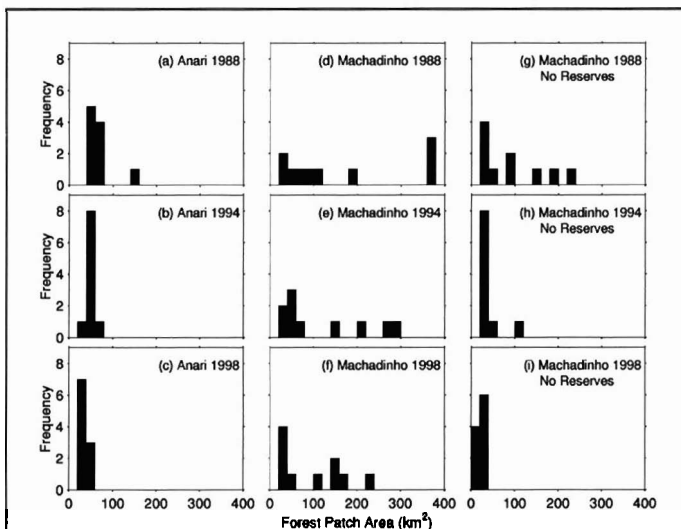 (a) Anari 1988
(d) Machadinho 1988
(g) Machadinho 1988
No Reserves
8
6
4
2
0
Frequency
(b) Anari 1994
(e) Machadinho 1994
(h) Machadinho 1994
No Reserves
8
6
4
2
0
Frequency
(c) Anari 1998
(f) Machadinho 1998
(i) Machadinho 1998
No Reserves
8
6
4
2
0
Frequency
0 100 200 300 400 0 100 200 300 400 0 100 200 300 400
Forest Patch Area (km²)